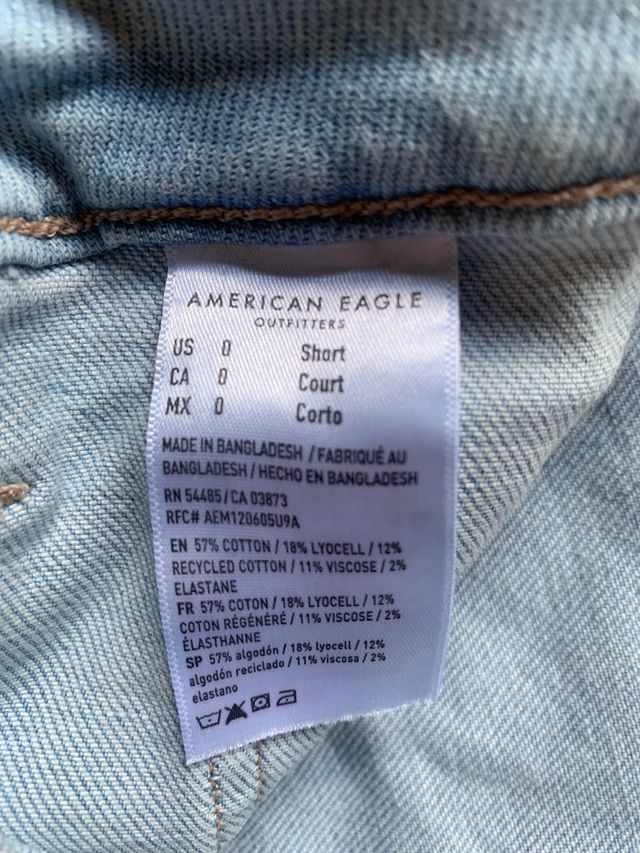 AMERICAN EAGLE
OUTFITTERS
US 0 Short
CA 0 Court
MX 0 Corto
MADE IN BANGLADESH / FABRIQUÉ AU
BANGLADESH / HECHO EN BANGLADESH
RN 54485 / CA 03873
RFC# AEM120605U9A
EN 57% COTTON / 18% LYOCELL / 12%
RECYCLED COTTON / 11% VISCOSE / 2%
ELASTANE
FR 57% COTON / 18% LYOCELL / 12%
COTON RÉGÉNÉRÉ / 11% VISCOSE / 2%
ÉLASTHANNE
SP 57% algodón / 18% lyocell / 12%
algodón reciclado / 11% viscosa / 2%
elastano